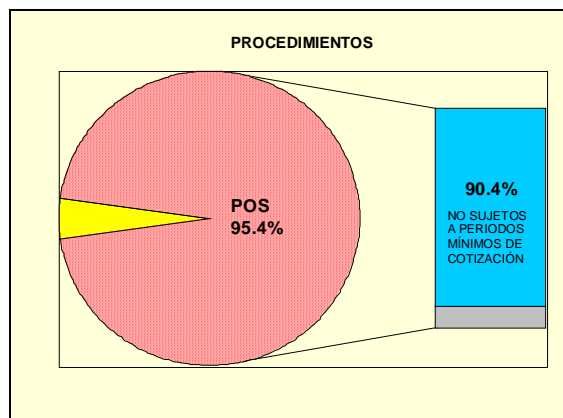 PROCEDIMIENTOS
POS
95.4%
90.4%
NO SUJETOS
A PERIODOS
MÍNIMOS DE
COTIZACIÓN